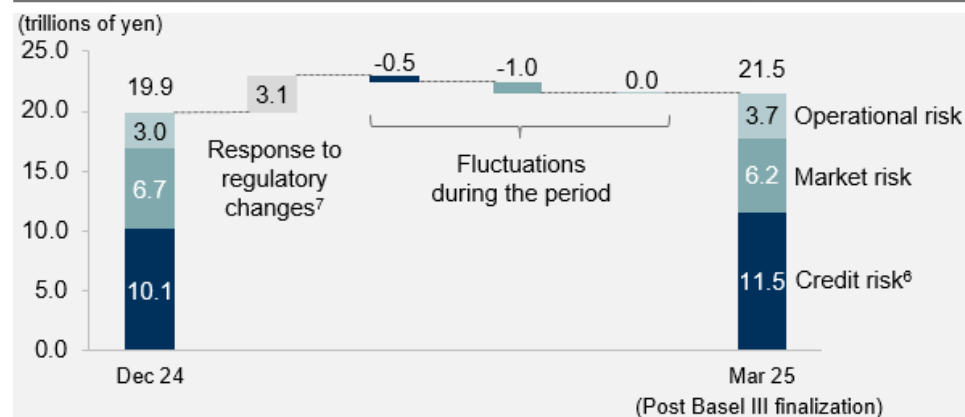 (trillions of yen)
25.0
20.0
15.0
10.0
5.0
0.0
19.9
3.0
6.7
10.1
3.1
Response to
regulatory
changes⁷
-0.5
-1.0
0.0
Fluctuations
during the period
21.5
3.7
6.2
11.5
Operational risk
Market risk
Credit risk⁶
Dec 24
Mar 25
(Post Basel III finalization)